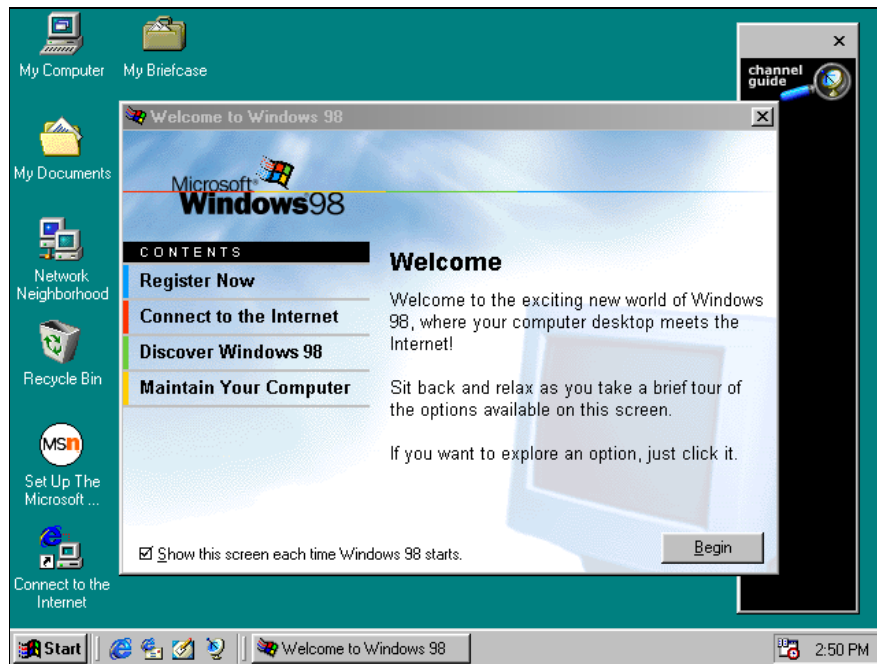 My Computer
My Briefcase
channel
guide
Welcome to Windows 98
My Documents
Microsoft
Windows98
Network
Neighborhood
CONTENTS
Register Now
Connect to the Internet
Discover Windows 98
Maintain Your Computer
Welcome
Welcome to the exciting new world of Windows
98, where your computer desktop meets the
Internet!
Sit back and relax as you take a brief tour of
the options available on this screen.
If you want to explore an option, just click it.
Recycle Bin
msn
Set Up The
Microsoft ...
Show this screen each time Windows 98 starts.
Begin
Connect to the
Internet
Start
Welcome to Windows 98
2:50 PM